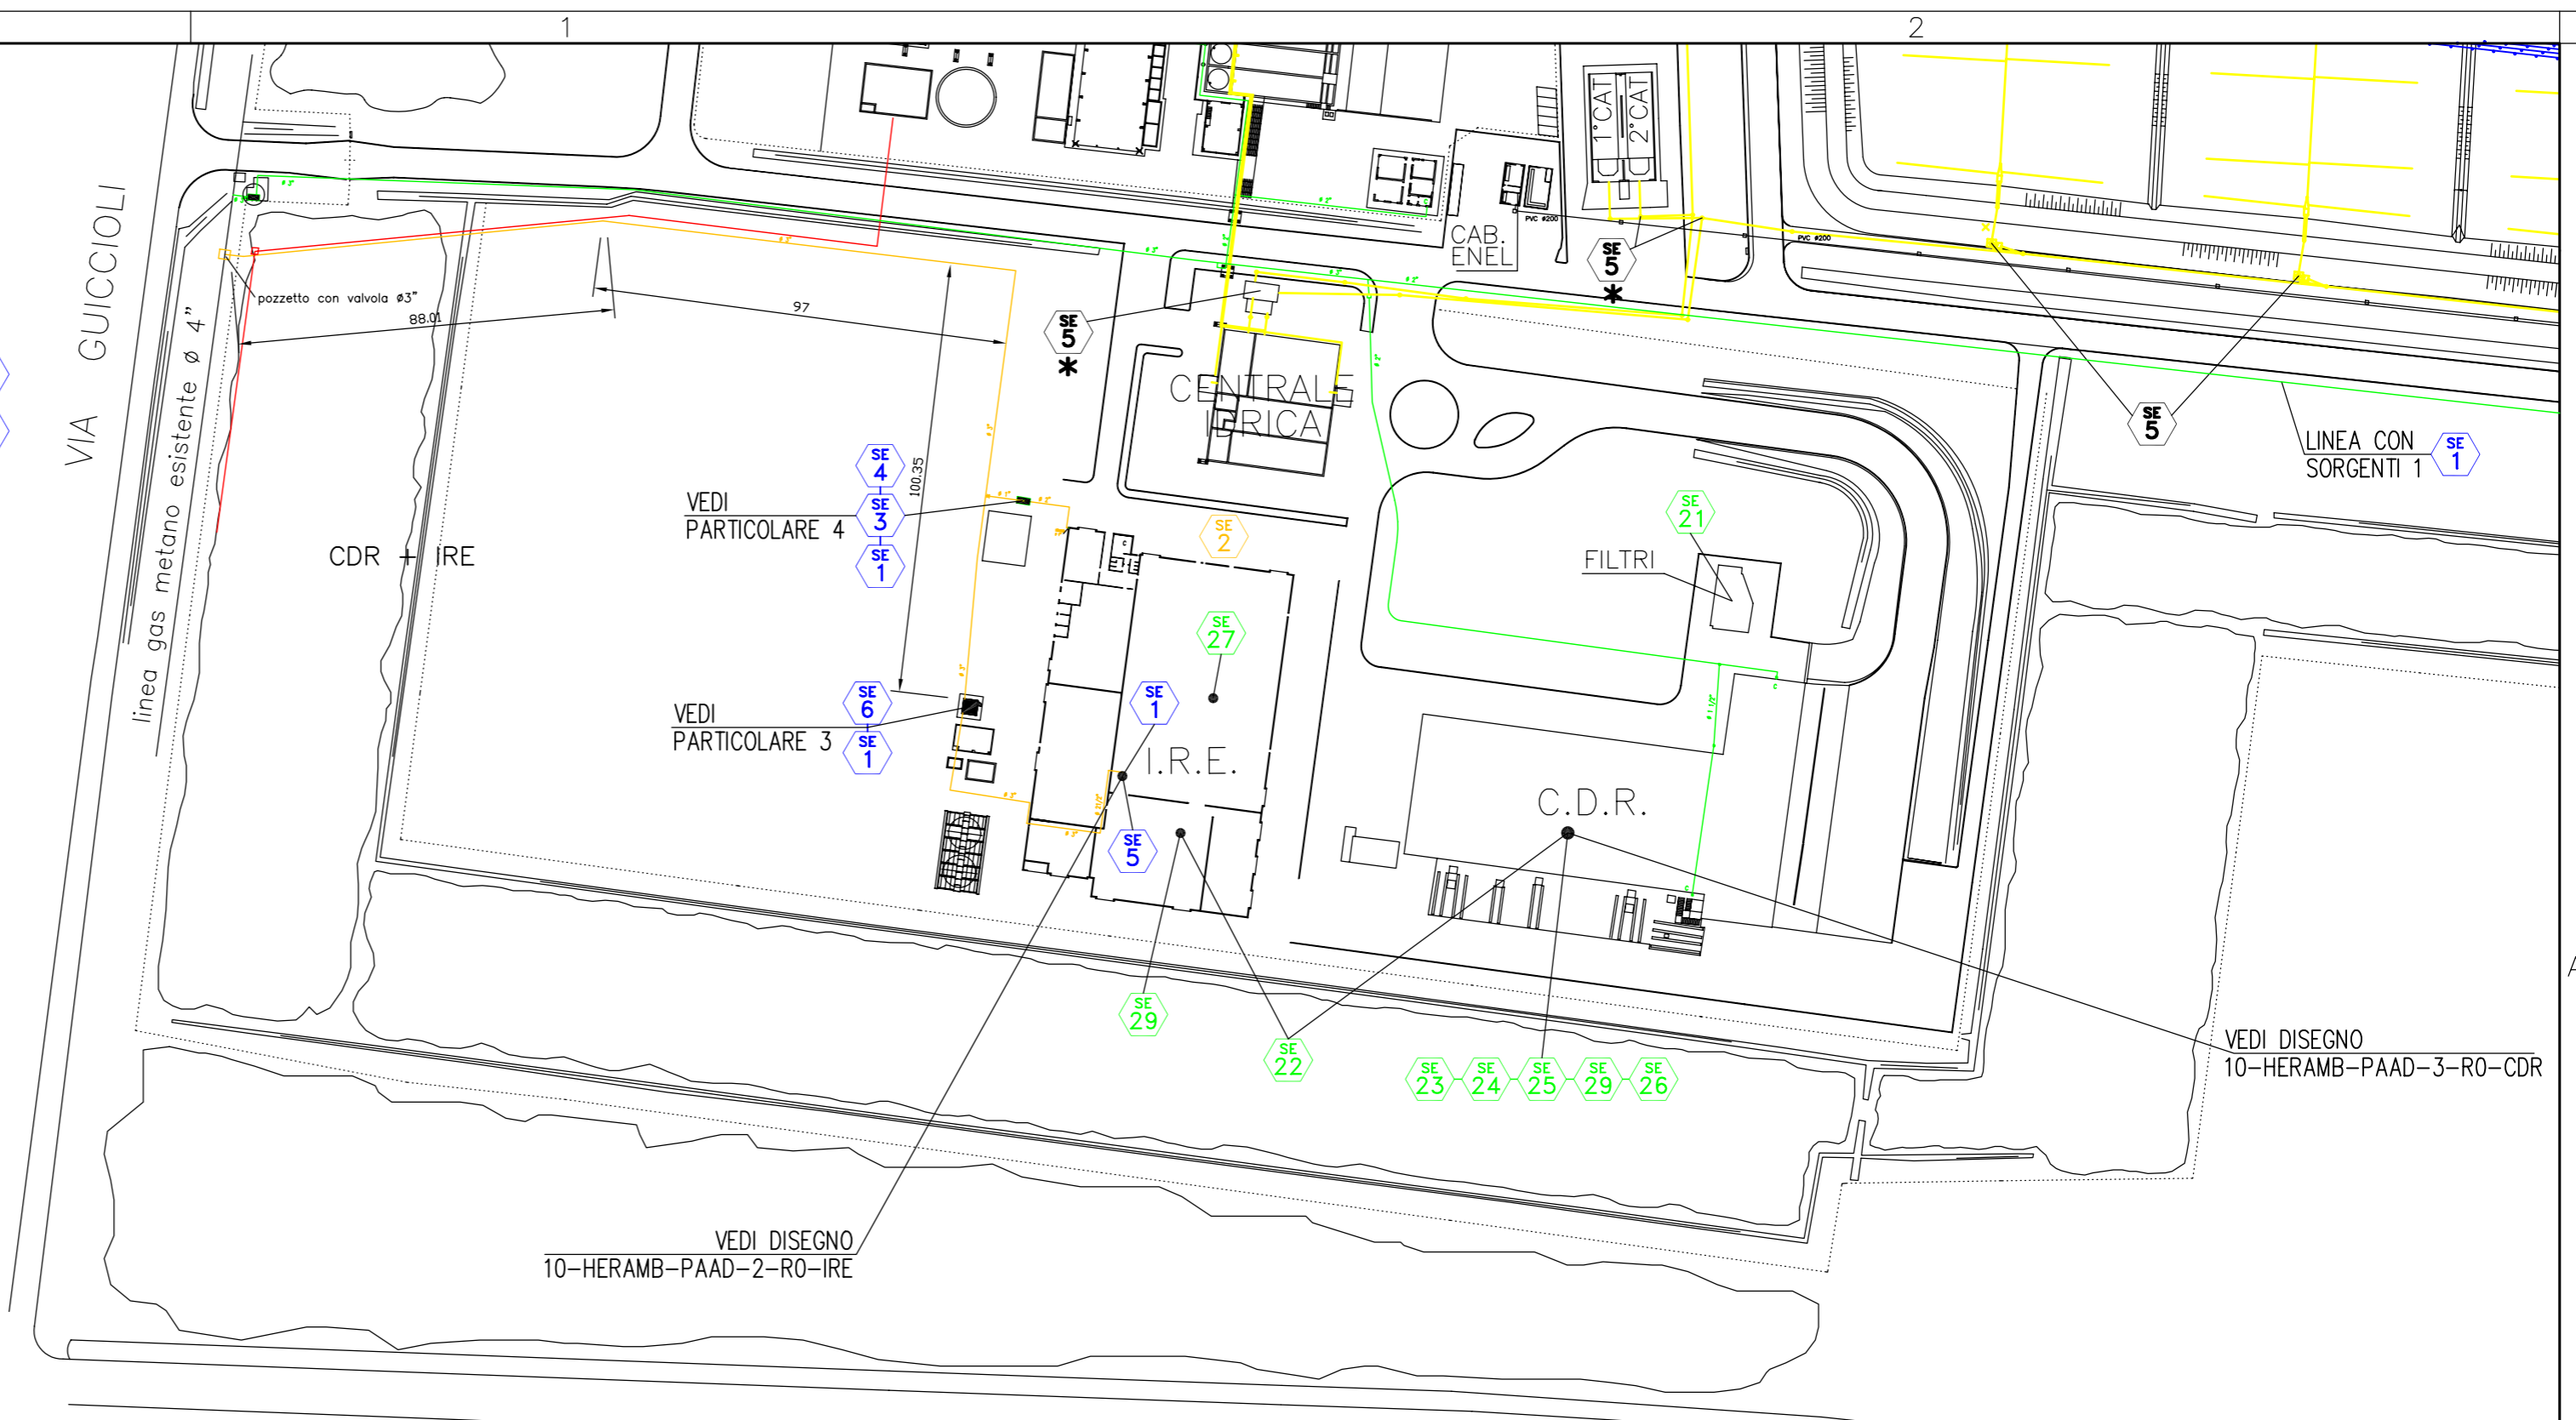 1
2
VIA GUICCIOLI
linea gas metano esistente ø 4"
pozzetto con valvola ø3"
88.01
97
100.35
CDR + IRE
VEDI
PARTICOLARE 4
SE
4
SE
3
SE
1
VEDI
PARTICOLARE 3
SE
6
SE
1
SE
5
*
CENTRALE
IDRICA
CAB.
ENEL
1°CAT
2°CAT
PVC ø200
PVC ø200
SE
5
*
SE
5
LINEA CON
SORGENTI 1
SE
1
SE
2
SE
21
FILTRI
SE
27
SE
1
I.R.E.
SE
5
C.D.R.
SE
29
SE
22
SE
23
SE
24
SE
25
SE
29
SE
26
VEDI DISEGNO
10-HERAMB-PAAD-3-R0-CDR
VEDI DISEGNO
10-HERAMB-PAAD-2-R0-IRE